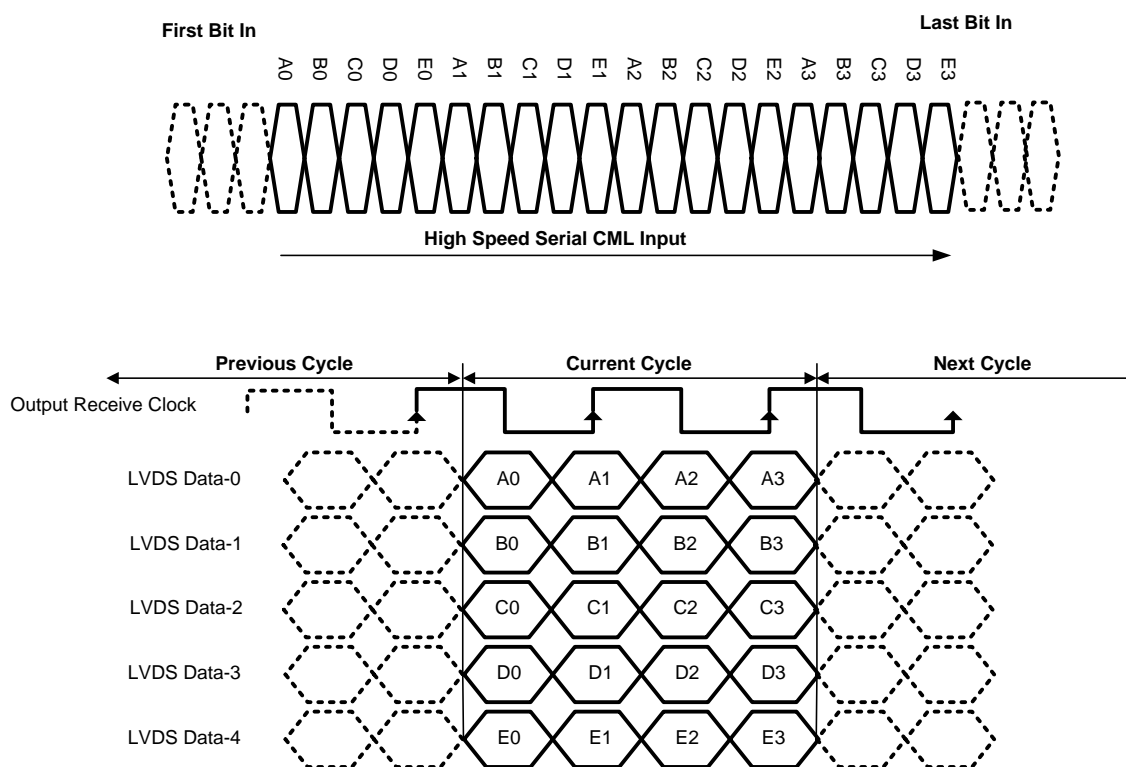 First Bit In
Last Bit In
A0 B0 C0 D0 E0 A1 B1 C1 D1 E1 A2 B2 C2 D2 E2 A3 B3 C3 D3 E3
High Speed Serial CML Input
Previous Cycle Current Cycle Next Cycle
Output Receive Clock
LVDS Data-0 A0 A1 A2 A3
LVDS Data-1 B0 B1 B2 B3
LVDS Data-2 C0 C1 C2 C3
LVDS Data-3 D0 D1 D2 D3
LVDS Data-4 E0 E1 E2 E3